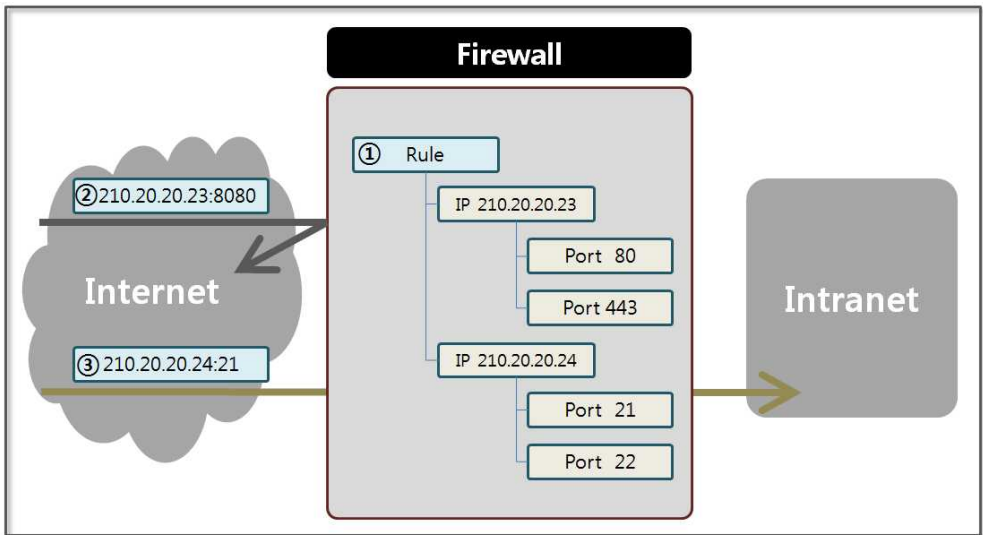 Firewall
① Rule
②210.20.20.23:8080
IP 210.20.20.23
Port 80
Internet
Port 443
Intranet
③ 210.20.20.24:21
IP 210.20.20.24
Port 21
Port 22